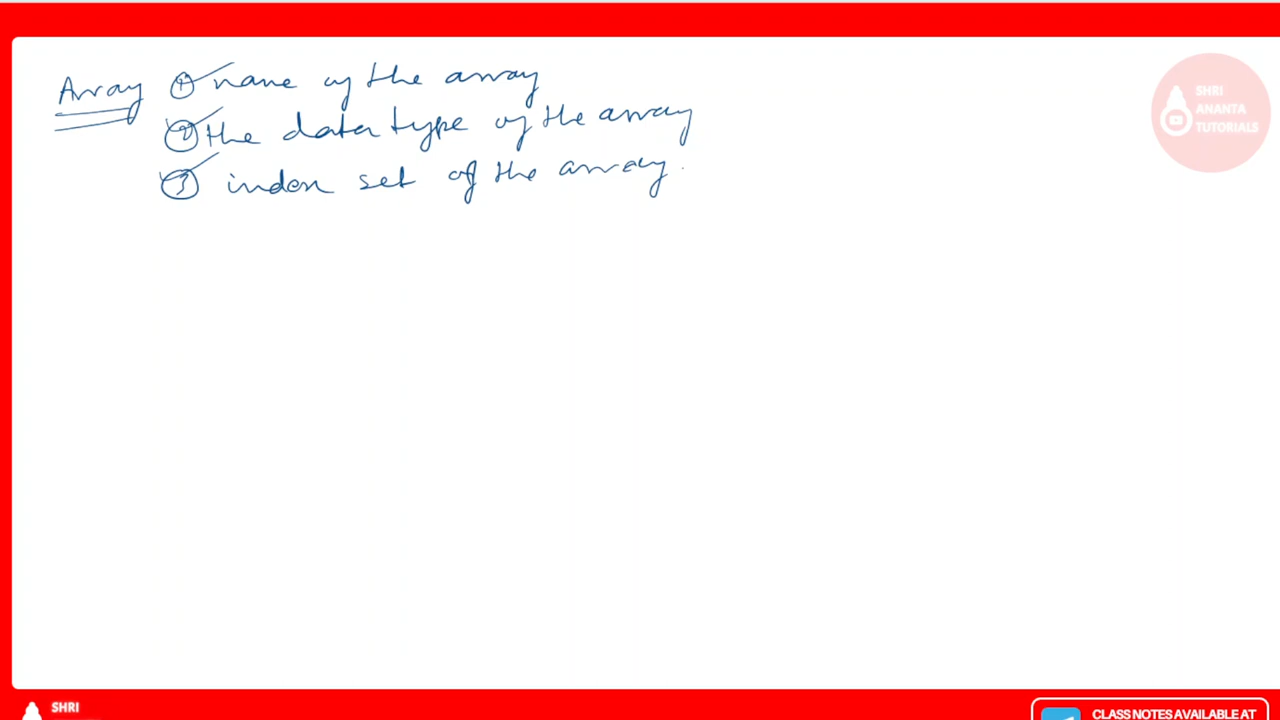 Array ① name of the array
② the data type of the array
③ index set of the array.
SHRI
ANANTA
TUTORIALS
SHRI
CLASS NOTES AVAILABLE AT